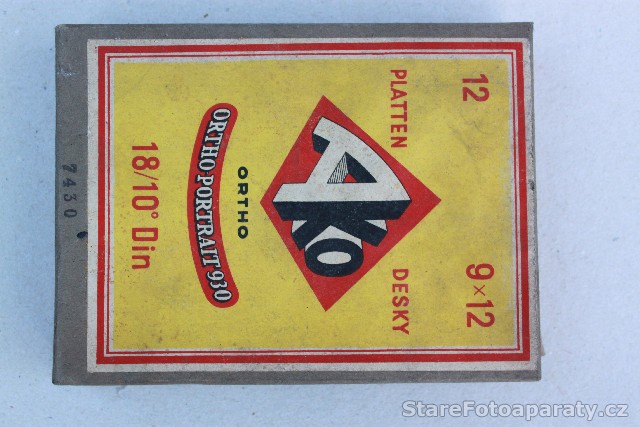 12 9×12
PLATTEN DESKY
AKO
ORTHO
ORTHO PORTRAIT 930
18/10° Din
7430
StareFotoaparaty.cz